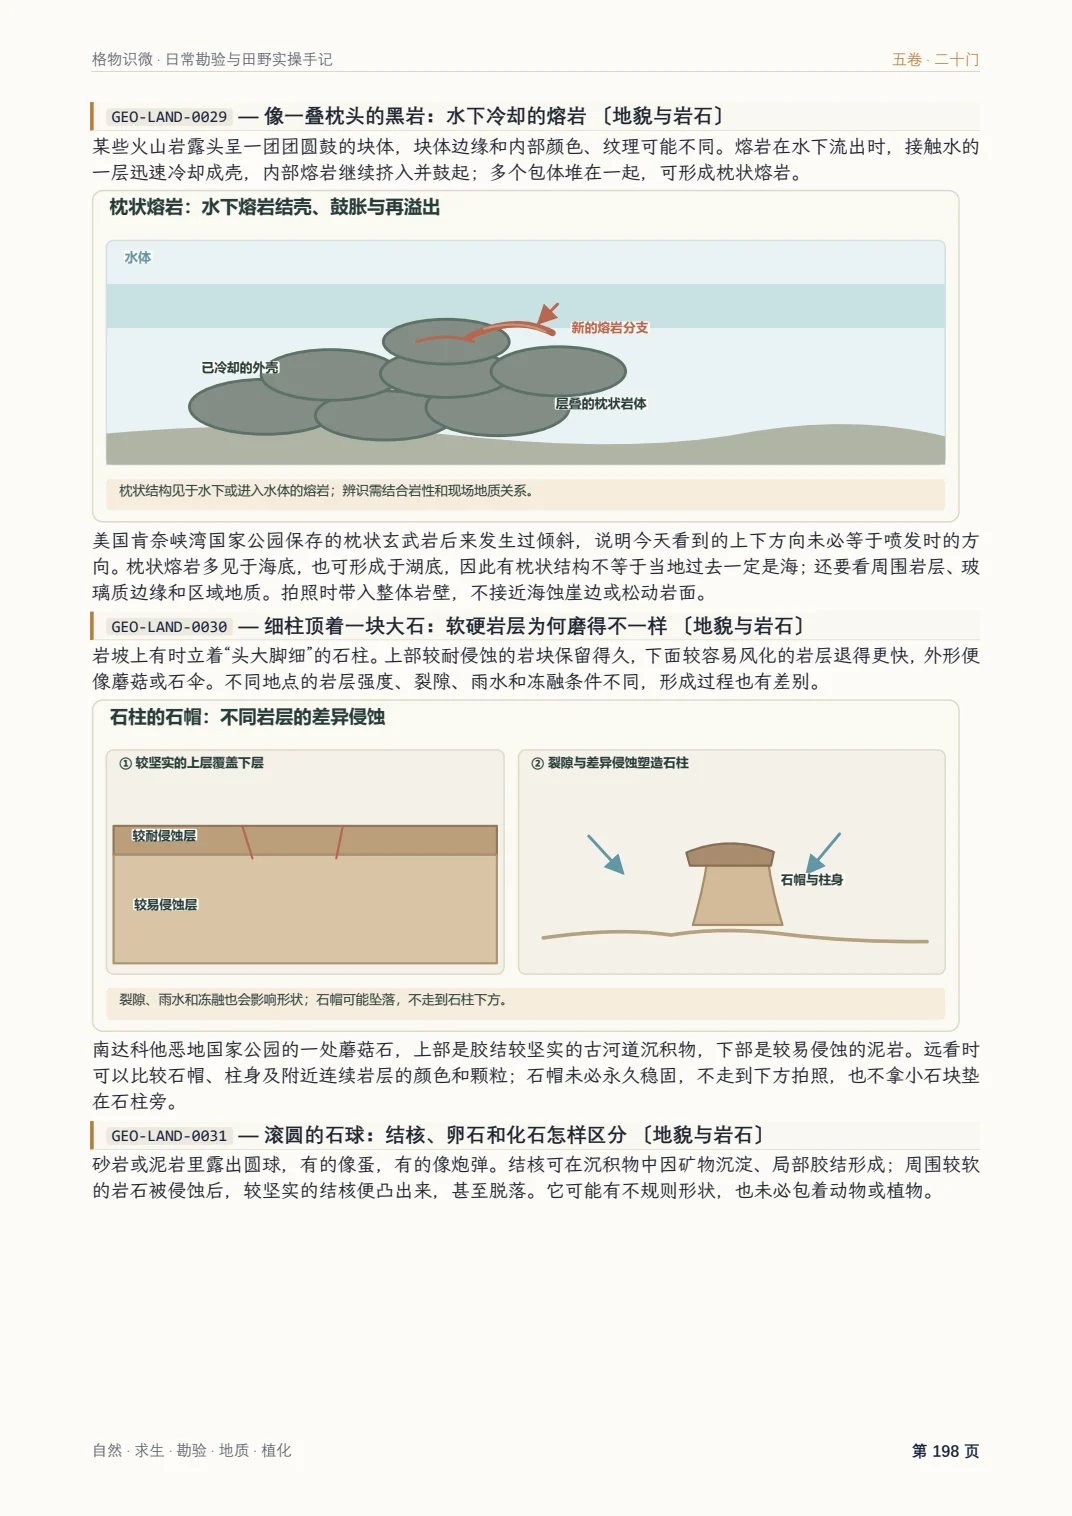 格物识微 · 日常勘验与田野实操手记
五卷 · 二十门
GEO-LAND-0029 — 像一叠枕头的黑岩：水下冷却的熔岩 〔地貌与岩石〕
某些火山岩露头呈一团团圆鼓的块体，块体边缘和内部颜色、纹理可能不同。熔岩在水下流出时，接触水的
一层迅速冷却成壳，内部熔岩继续挤入并鼓起；多个包体堆在一起，可形成枕状熔岩。
枕状熔岩：水下熔岩结壳、鼓胀与再溢出
水体
新的熔岩分支
已冷却的外壳
层叠的枕状岩体
枕状结构见于水下或进入水体的熔岩；辨识需结合岩性和现场地质关系。
美国肯奈峡湾国家公园保存的枕状玄武岩后来发生过倾斜，说明今天看到的上下方向未必等于喷发时的方
向。枕状熔岩多见于海底，也可形成于湖底，因此有枕状结构不等于当地过去一定是海；还要看周围岩层、玻
璃质边缘和区域地质。拍照时带入整体岩壁，不接近海蚀崖边或松动岩面。
GEO-LAND-0030 — 细柱顶着一块大石：软硬岩层为何磨得不一样 〔地貌与岩石〕
岩坡上有时立着“头大脚细”的石柱。上部较耐侵蚀的岩块保留得久，下面较容易风化的岩层退得更快，外形便
像蘑菇或石伞。不同地点的岩层强度、裂隙、雨水和冻融条件不同，形成过程也有差别。
石柱的石帽：不同岩层的差异侵蚀
① 较坚实的上层覆盖下层
② 裂隙与差异侵蚀塑造石柱
较耐侵蚀层
石帽与柱身
较易侵蚀层
裂隙、雨水和冻融也会影响形状；石帽可能坠落，不走到石柱下方。
南达科他恶地国家公园的一处蘑菇石，上部是胶结较坚实的古河道沉积物，下部是较易侵蚀的泥岩。远看时
可以比较石帽、柱身及附近连续岩层的颜色和颗粒；石帽未必永久稳固，不走到下方拍照，也不拿小石块垫
在石柱旁。
GEO-LAND-0031 — 滚圆的石球：结核、卵石和化石怎样区分 〔地貌与岩石〕
砂岩或泥岩里露出圆球，有的像蛋，有的像炮弹。结核可在沉积物中因矿物沉淀、局部胶结形成；周围较软
的岩石被侵蚀后，较坚实的结核便凸出来，甚至脱落。它可能有不规则形状，也未必包着动物或植物。
自然 · 求生 · 勘验 · 地质 · 植化
第 198 页